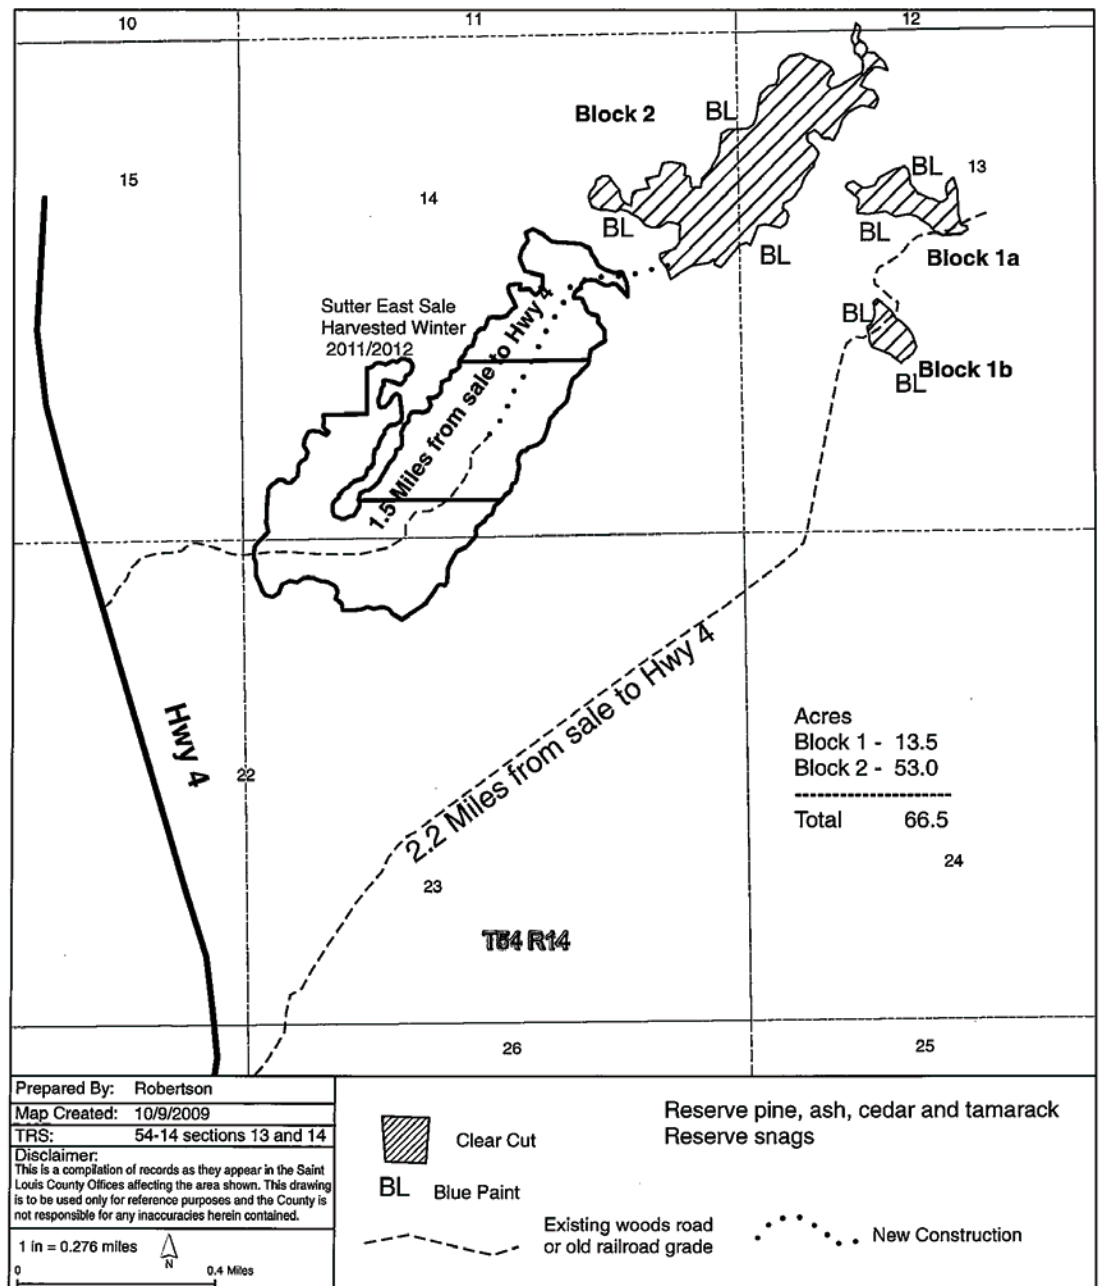 10
11
12
Block 2
BL
15
14
BL
13
BL
BL
BL
Block 1a
Sutter East Sale
Harvested Winter
2011/2012
1.5 Miles from sale to Hwy 4
BL
Block 1b
BL
Hwy 4
22
2.2 Miles from sale to Hwy 4
Acres
Block 1 - 13.5
Block 2 - 53.0
----------------------
Total 66.5
24
23
T54 R14
26
25
Prepared By: Robertson
Map Created: 10/9/2009
TRS: 54-14 sections 13 and 14
Disclaimer:
This is a compilation of records as they appear in the Saint
Louis County Offices affecting the area shown. This drawing
is to be used only for reference purposes and the County is
not responsible for any inaccuracies herein contained.
1 in = 0.276 miles
N
0 0.4 Miles
Clear Cut
BL Blue Paint
Existing woods road
or old railroad grade
Reserve pine, ash, cedar and tamarack
Reserve snags
New Construction